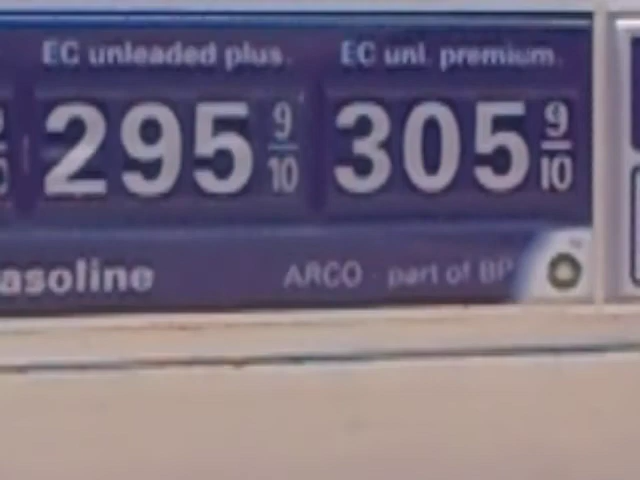 EC unleaded plus.
295 9/10
EC unl. premium.
305 9/10
asoline
ARCO - part of BP